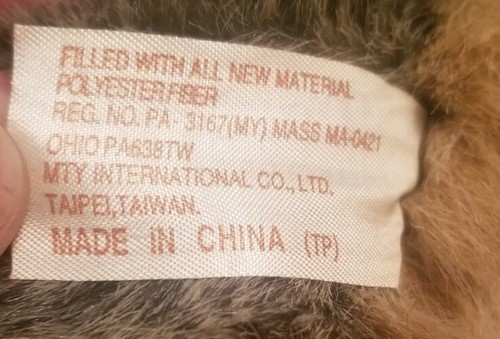 FILLED WITH ALL NEW MATERIAL
POLYESTER FIBER
REG. NO. PA- 3167(MY) MASS MA-0421
OHIO PA638TW
MTY INTERNATIONAL CO.,LTD.
TAIPEI,TAIWAN.
MADE IN CHINA (TP)